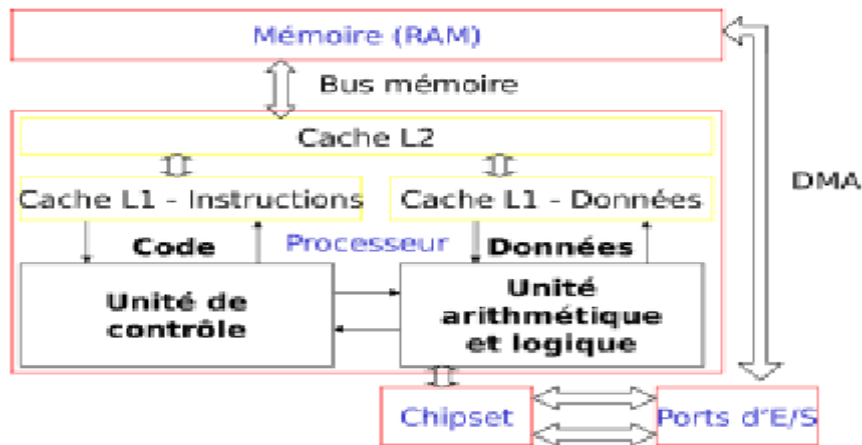 Mémoire (RAM)
Bus mémoire
Cache L2
DMA
Cache L1 - Instructions
Cache L1 - Données
Code
Processeur
Données
Unité de
contrôle
Unité
arithmétique
et logique
Chipset
Ports d'E/S